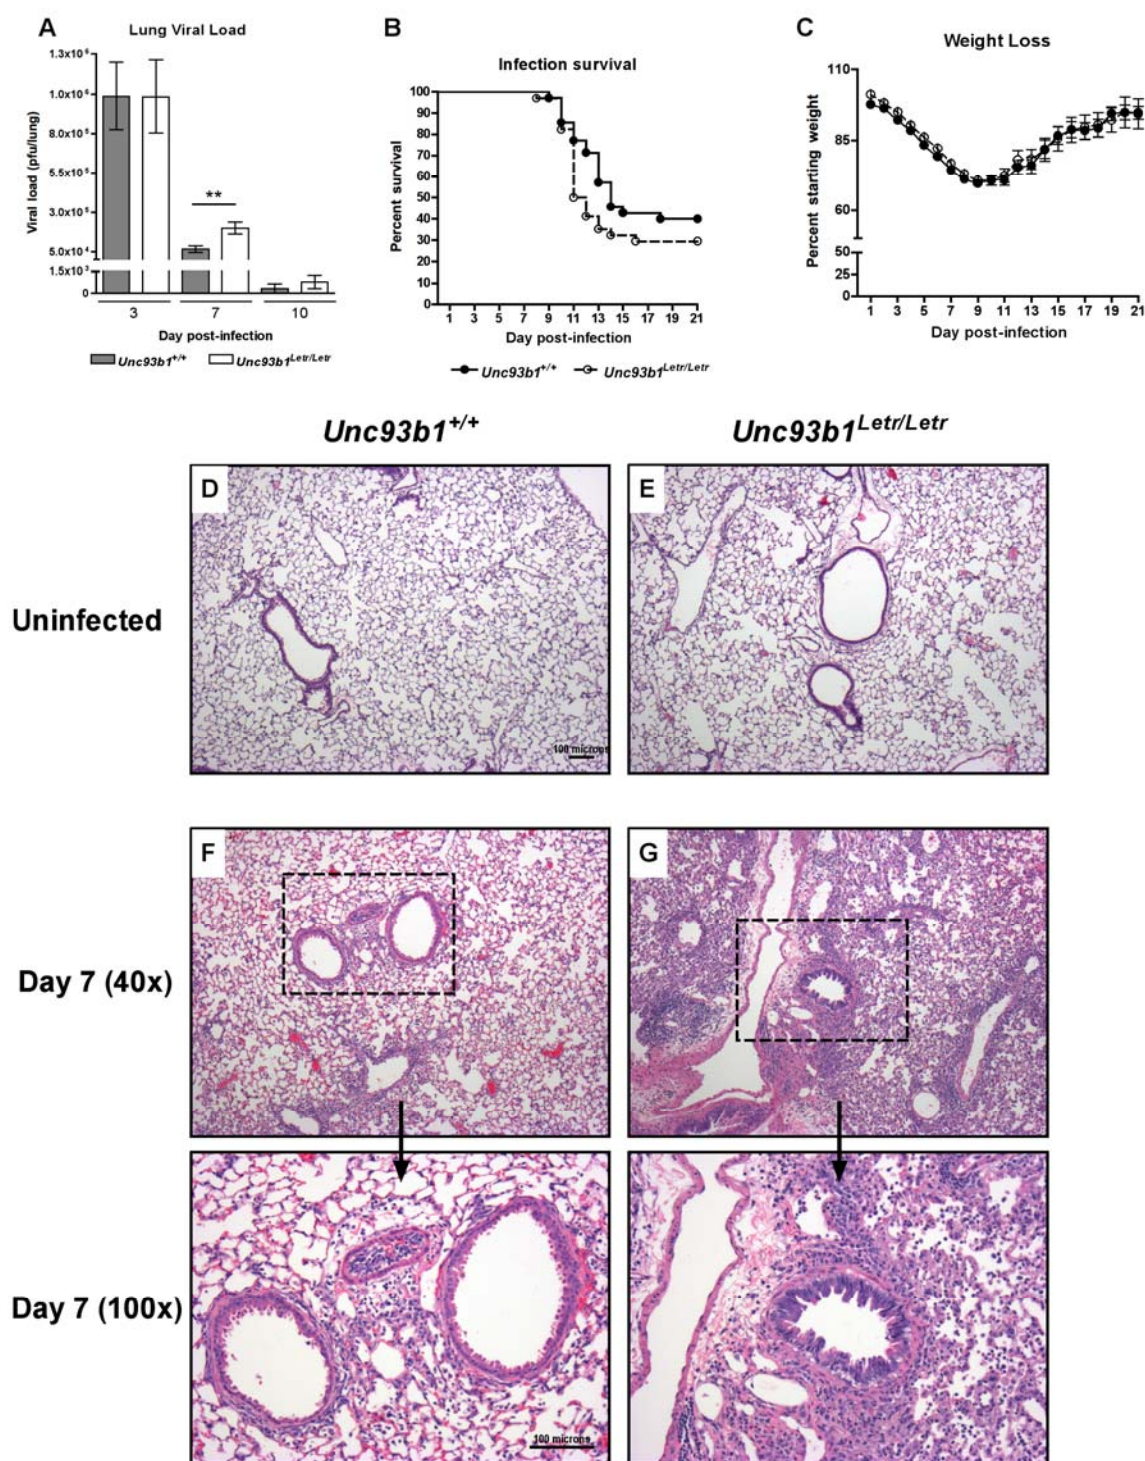 A
Lung Viral Load
Viral load (pfu/lung)
1.3x10⁶
1.0x10⁶
8.0x10⁵
5.5x10⁵
3.0x10⁵
5.0x10⁴
1.5x10³
0
**
3 7 10
Day post-infection
Unc93b1+/+ Unc93b1Letr/Letr
B
Infection survival
Percent survival
100
90
80
70
60
50
40
30
20
10
0
1 3 5 7 9 11 13 15 17 19 21
Day post-infection
Unc93b1+/+ Unc93b1Letr/Letr
C
Weight Loss
Percent starting weight
110
85
60
50
25
0
1 3 5 7 9 11 13 15 17 19 21
Day post-infection
Unc93b1+/+ Unc93b1Letr/Letr
Uninfected
D
100 microns
E
Day 7 (40x)
F
G
Day 7 (100x)
100 microns